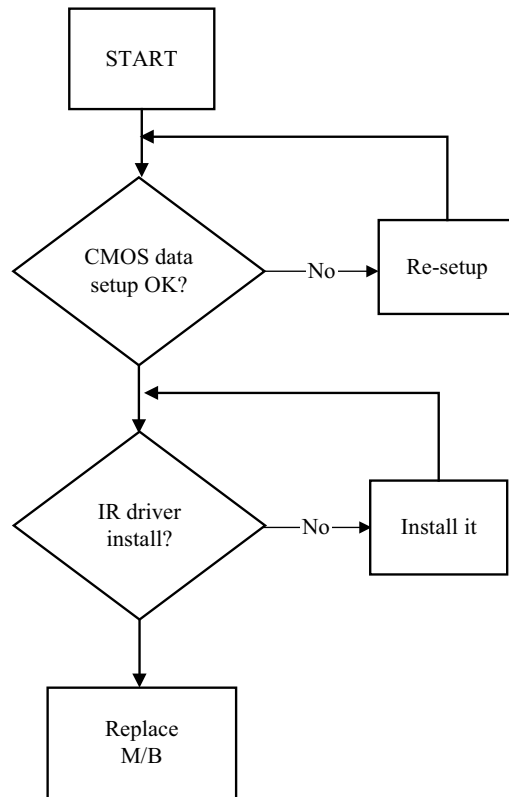 START
CMOS data
setup OK?
No
Re-setup
IR driver
install?
No
Install it
Replace
M/B